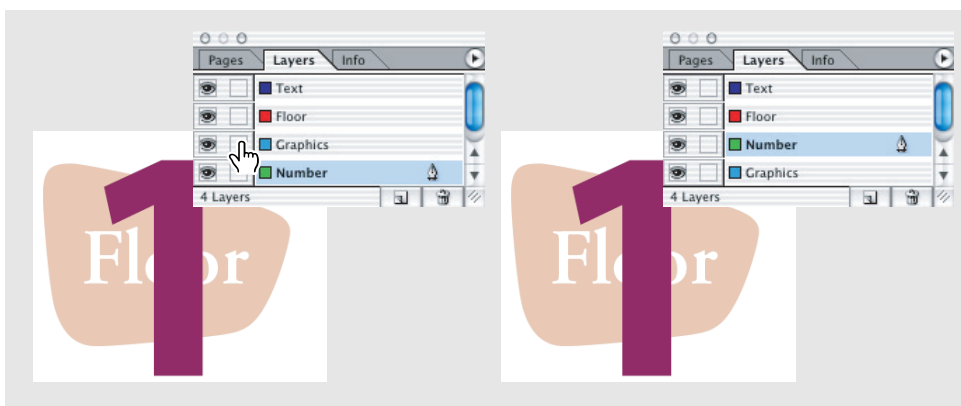 Pages Layers Info
Text
Floor
Graphics
Number
4 Layers
1
Floor
Pages Layers Info
Text
Floor
Number
Graphics
4 Layers
1
Floor